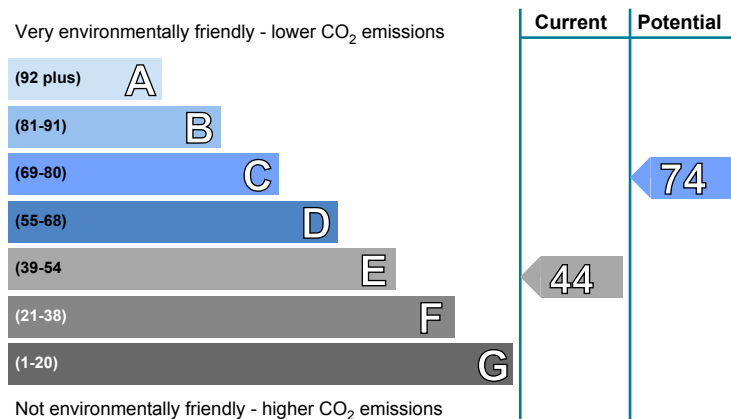 Current Potential
Very environmentally friendly - lower CO₂ emissions
(92 plus) A
(81-91) B
(69-80) C
74
(55-68) D
(39-54 E
44
(21-38) F
(1-20) G
Not environmentally friendly - higher CO₂ emissions